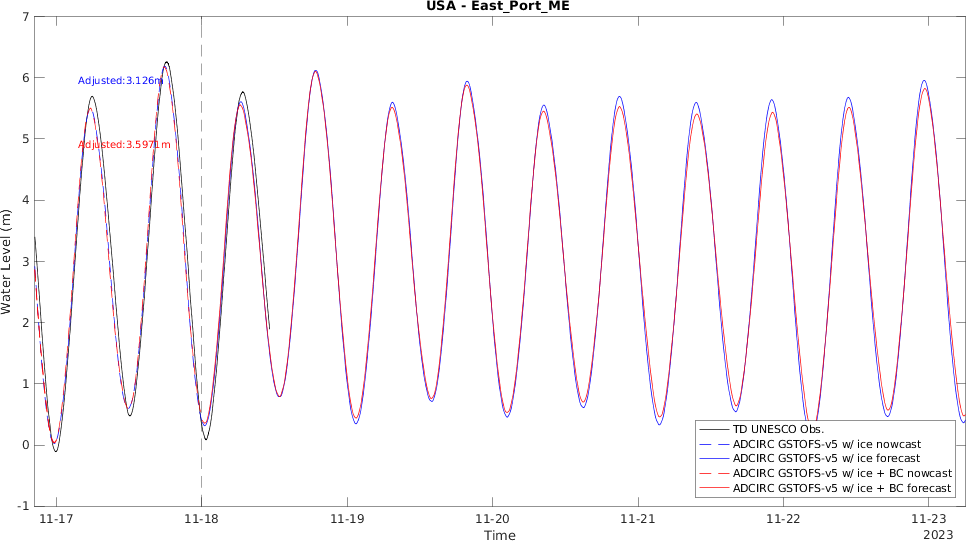 USA - East_Port_ME
7
6
5
4
3
2
1
0
-1
Water Level (m)
Adjusted:3.126m
Adjusted:3.5971m
TD UNESCO Obs.
ADCIRC GSTOFS-v5 w/ ice nowcast
ADCIRC GSTOFS-v5 w/ ice forecast
ADCIRC GSTOFS-v5 w/ ice + BC nowcast
ADCIRC GSTOFS-v5 w/ ice + BC forecast
11-17 11-18 11-19 11-20 11-21 11-22 11-23
Time
2023